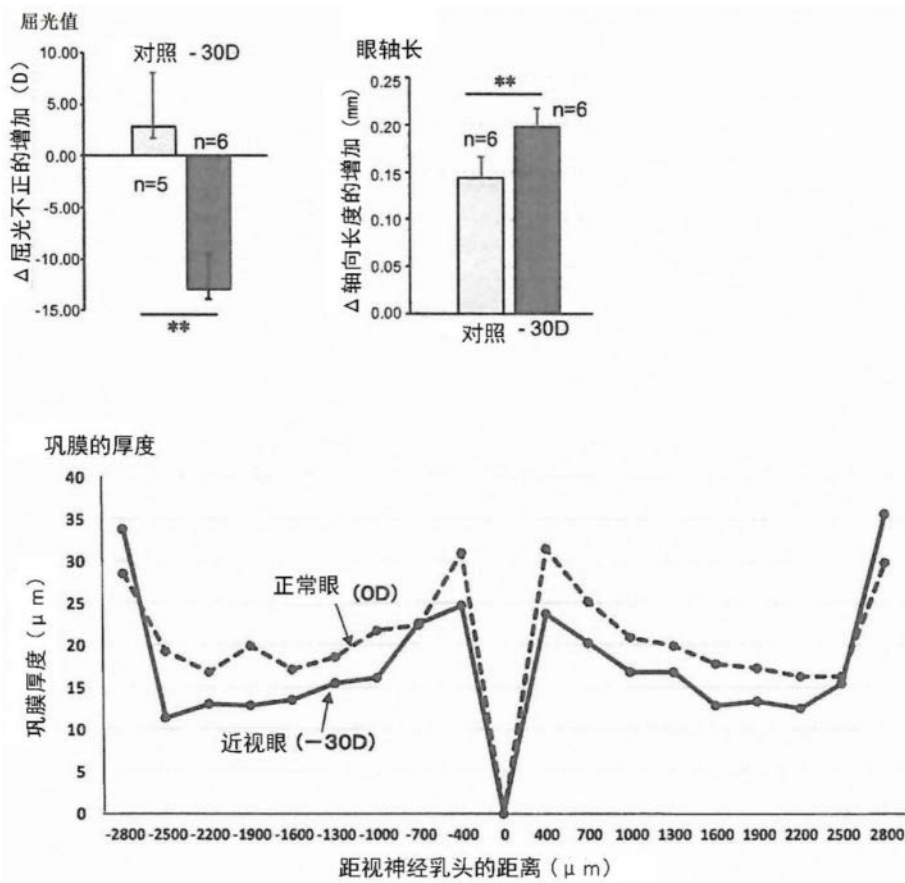 屈光值
对照 - 30D
Δ 屈光不正的增加（D）
10.00
5.00
0.00
-5.00
-10.00
-15.00
n=6
n=5
**
眼轴长
Δ 轴向长度的增加（mm）
0.25
0.20
0.15
0.10
0.05
0.00
**
n=6
n=6
对照 - 30D
巩膜的厚度
巩膜厚度（μm）
40
35
30
25
20
15
10
5
0
正常眼 (0D)
近视眼 (−30D)
-2800 -2500 -2200 -1900 -1600 -1300 -1000 -700 -400 0 400 700 1000 1300 1600 1900 2200 2500 2800
距视神经乳头的距离（μm）